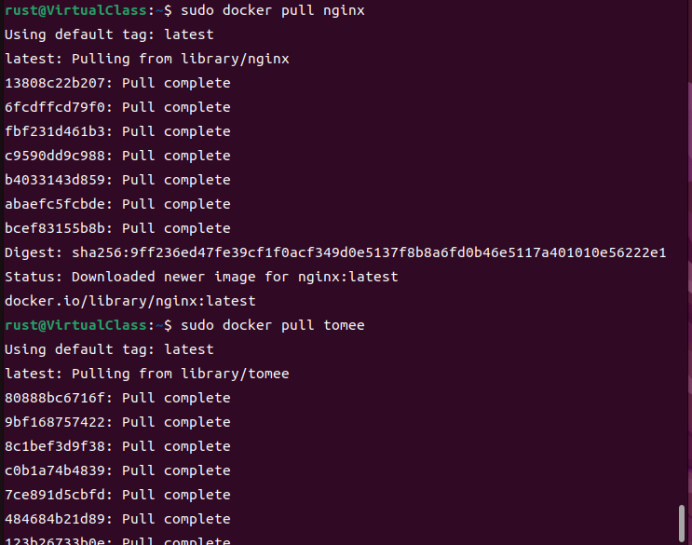 rust@VirtualClass:~$ sudo docker pull nginx
Using default tag: latest
latest: Pulling from library/nginx
13808c22b207: Pull complete
6fcdffcd79f0: Pull complete
fbf231d461b3: Pull complete
c9590dd9c988: Pull complete
b4033143d859: Pull complete
abaefc5fcbde: Pull complete
bcef83155b8b: Pull complete
Digest: sha256:9ff236ed47fe39cf1f0acf349d0e5137f8b8a6fd0b46e5117a401010e56222e1
Status: Downloaded newer image for nginx:latest
docker.io/library/nginx:latest
rust@VirtualClass:~$ sudo docker pull tomee
Using default tag: latest
latest: Pulling from library/tomee
80888bc6716f: Pull complete
9bf168757422: Pull complete
8c1bef3d9f38: Pull complete
c0b1a74b4839: Pull complete
7ce891d5cbfd: Pull complete
484684b21d89: Pull complete
123b26733b0e: Pull complete